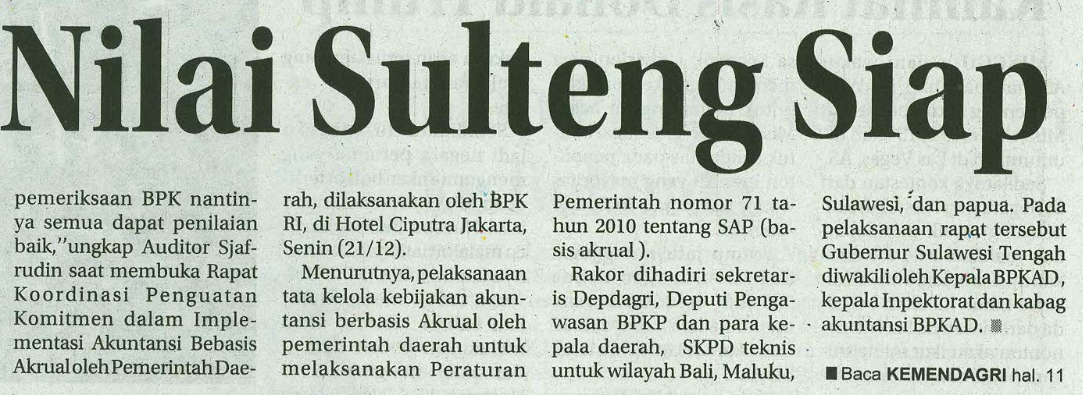 Nilai Sulteng Siap
pemeriksaan BPK nantin-
ya semua dapat penilaian
baik,"ungkap Auditor Sjaf-
rudin saat membuka Rapat
Koordinasi Penguatan
Komitmen dalam Imple-
mentasi Akuntansi Bebasis
Akrual oleh Pemerintah Dae-
rah, dilaksanakan oleh BPK
RI, di Hotel Ciputra Jakarta,
Senin (21/12).
Menurutnya, pelaksanaan
tata kelola kebijakan akun-
tansi berbasis Akrual oleh
pemerintah daerah untuk
melaksanakan Peraturan
Pemerintah nomor 71 ta-
hun 2010 tentang SAP (ba-
sis akrual ).
Rakor dihadiri sekretar-
is Depdagri, Deputi Penga-
wasan BPKP dan para ke-
pala daerah, SKPD teknis
untuk wilayah Bali, Maluku,
Sulawesi, dan papua. Pada
pelaksanaan rapat tersebut
Gubernur Sulawesi Tengah
diwakili oleh Kepala BPKAD,
kepala Inpektorat dan kabag
akuntansi BPKAD.
Baca KEMENDAGRI hal. 11